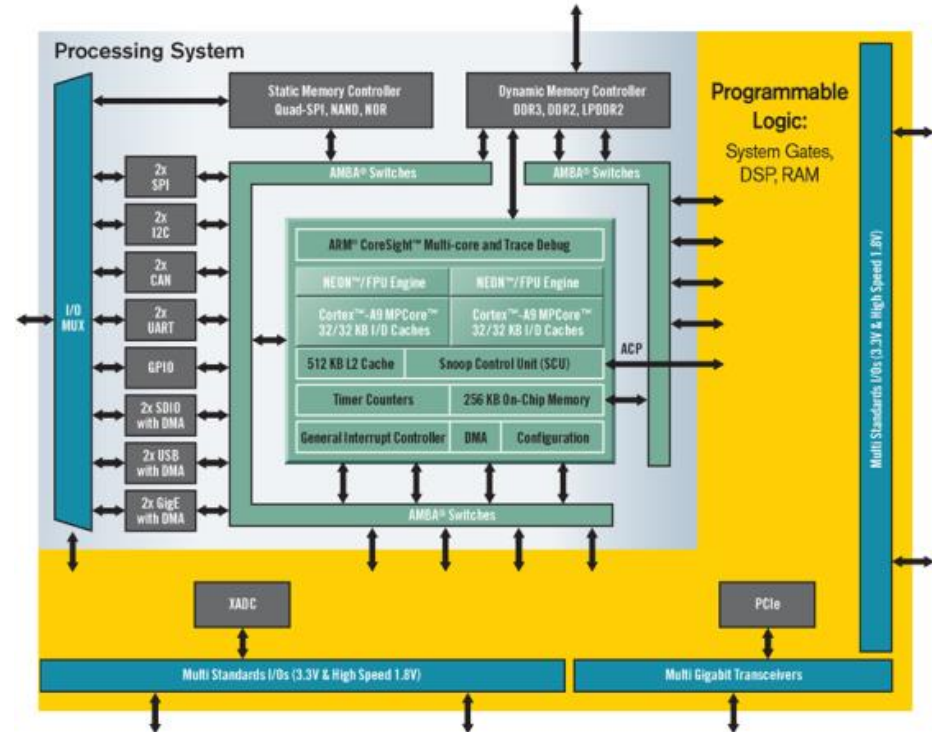 Processing System
Static Memory Controller
Quad-SPI, NAND, NOR
Dynamic Memory Controller
DDR3, DDR2, LPDDR2
Programmable
Logic:
System Gates,
DSP, RAM
AMBA® Switches
AMBA® Switches
2x
SPI
2x
I2C
2x
CAN
2x
UART
GPIO
2x SDIO
with DMA
2x USB
with DMA
2x GigE
with DMA
I/O
MUX
ARM® CoreSight™ Multi-core and Trace Debug
NEON™/FPU Engine
NEON™/FPU Engine
Cortex™-A9 MPCore™
32/32 KB I/D Caches
Cortex™-A9 MPCore™
32/32 KB I/D Caches
512 KB L2 Cache
Snoop Control Unit (SCU)
ACP
Timer Counters
256 KB On-Chip Memory
General Interrupt Controller
DMA
Configuration
AMBA® Switches
Multi Standards I/Os (3.3V & High Speed 1.8V)
XADC
PCIe
Multi Standards I/Os (3.3V & High Speed 1.8V)
Multi Gigabit Transceivers